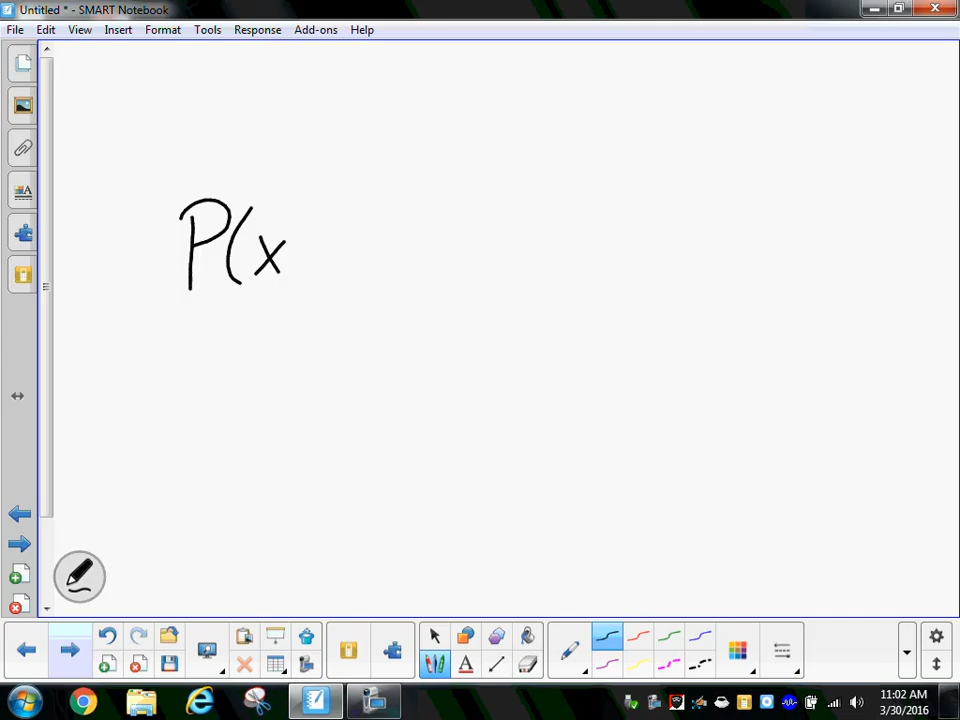 Untitled * - SMART Notebook
File Edit View Insert Format Tools Response Add-ons Help
P(x
11:02 AM
3/30/2016